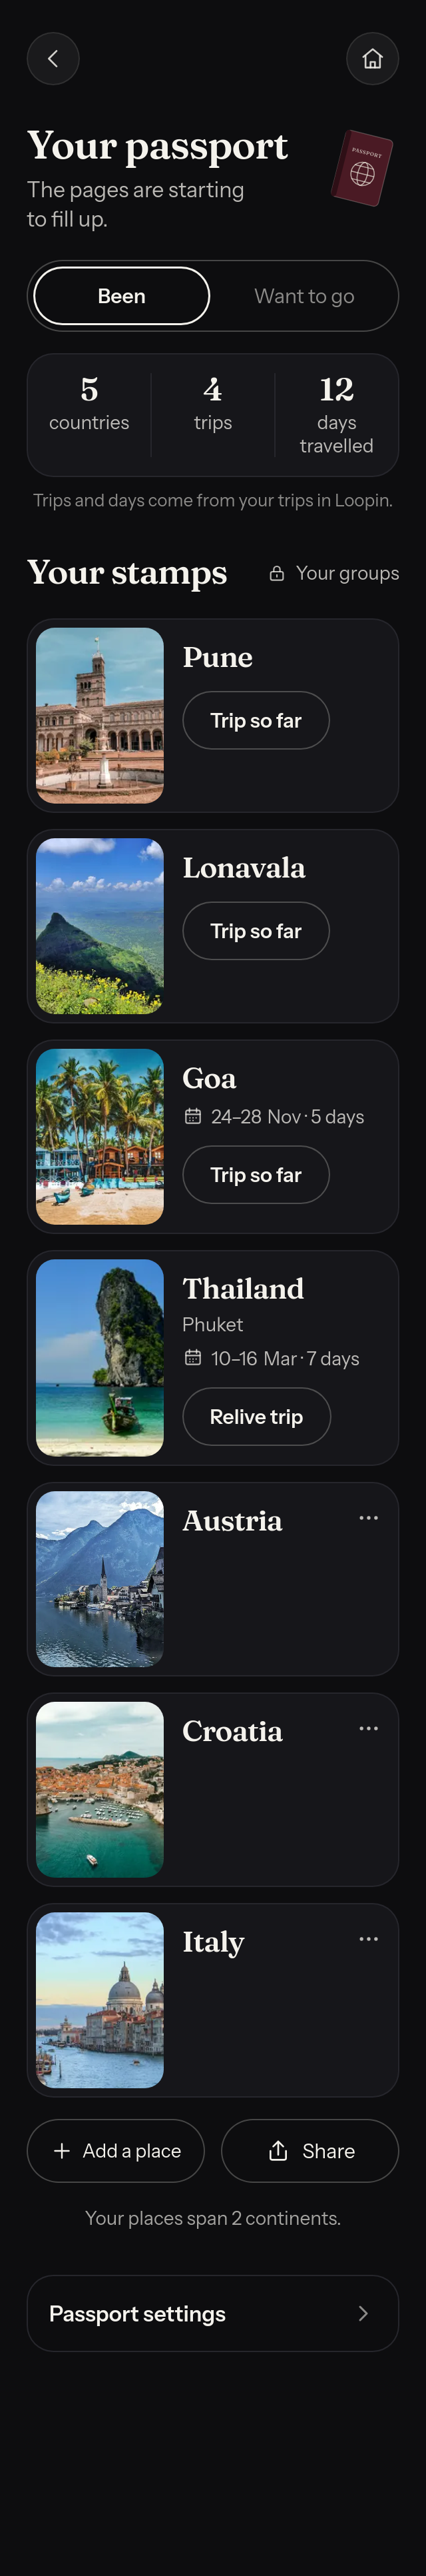 Your passport
PASSPORT
The pages are starting
to fill up.
Been
Want to go
5
countries
4
trips
12
days
travelled
Trips and days come from your trips in Loopin.
Your stamps
Your groups
Pune
Trip so far
Lonavala
Trip so far
Goa
24–28 Nov · 5 days
Trip so far
Thailand
Phuket
10–16 Mar · 7 days
Relive trip
Austria
Croatia
Italy
Add a place
Share
Your places span 2 continents.
Passport settings